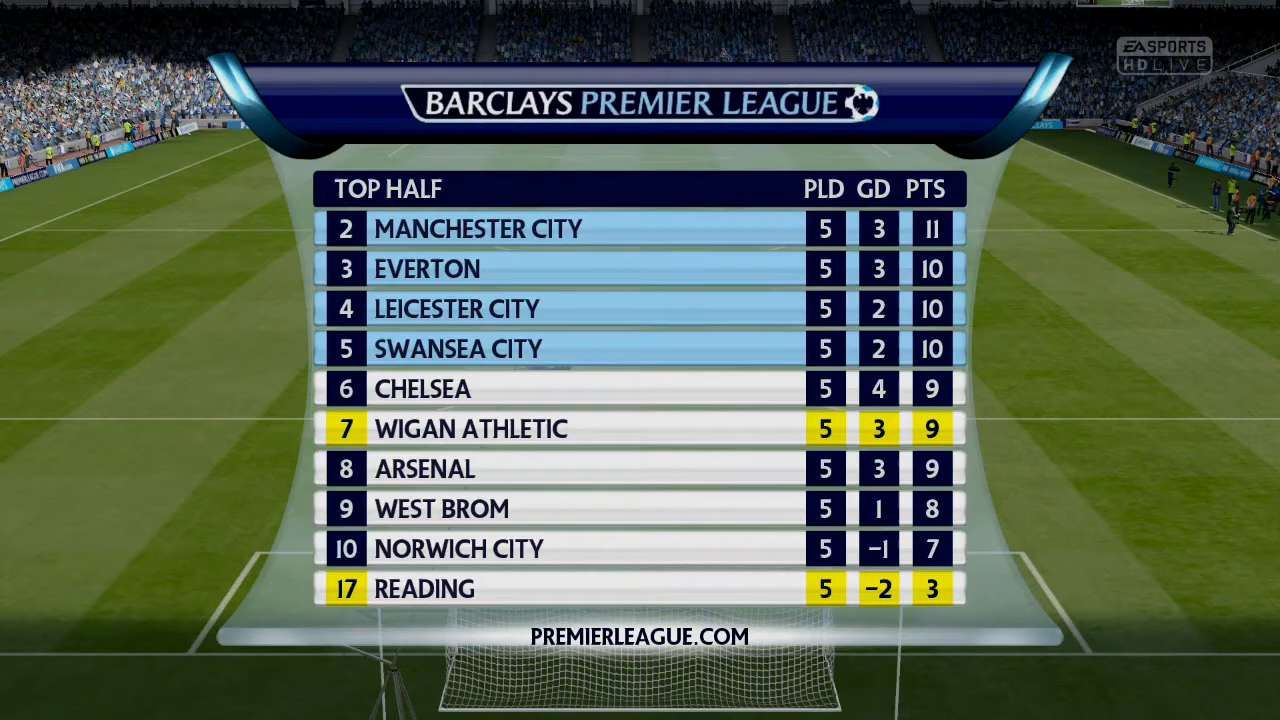 EA SPORTS
HD LIVE
BARCLAYS PREMIER LEAGUE
TOP HALF PLD GD PTS
2 MANCHESTER CITY 5 3 11
3 EVERTON 5 3 10
4 LEICESTER CITY 5 2 10
5 SWANSEA CITY 5 2 10
6 CHELSEA 5 4 9
7 WIGAN ATHLETIC 5 3 9
8 ARSENAL 5 3 9
9 WEST BROM 5 1 8
10 NORWICH CITY 5 -1 7
17 READING 5 -2 3
PREMIERLEAGUE.COM